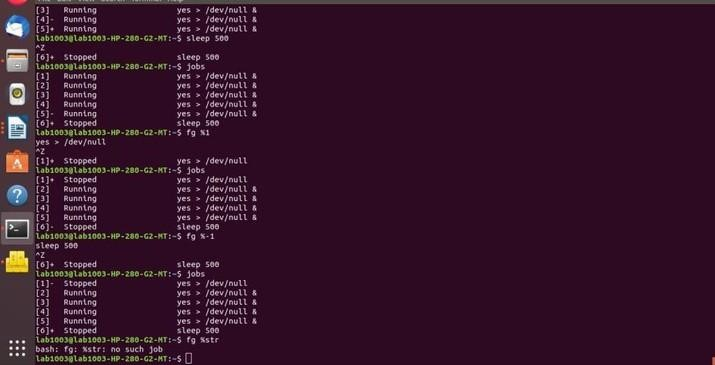 [3]   Running                 yes > /dev/null &
[4]-  Running                 yes > /dev/null &
[5]+  Running                 yes > /dev/null &
lab1003@lab1003-HP-280-G2-MT:~$ sleep 500
^Z
[6]+  Stopped                 sleep 500
lab1003@lab1003-HP-280-G2-MT:~$ jobs
[1]   Running                 yes > /dev/null &
[2]   Running                 yes > /dev/null &
[3]   Running                 yes > /dev/null &
[4]   Running                 yes > /dev/null &
[5]-  Running                 yes > /dev/null &
[6]+  Stopped                 sleep 500
lab1003@lab1003-HP-280-G2-MT:~$ fg %1
yes > /dev/null
^Z
[1]+  Stopped                 yes > /dev/null
lab1003@lab1003-HP-280-G2-MT:~$ jobs
[1]+  Stopped                 yes > /dev/null
[2]   Running                 yes > /dev/null &
[3]   Running                 yes > /dev/null &
[4]   Running                 yes > /dev/null &
[5]   Running                 yes > /dev/null &
[6]-  Stopped                 sleep 500
lab1003@lab1003-HP-280-G2-MT:~$ fg %-1
sleep 500
^Z
[6]+  Stopped                 sleep 500
lab1003@lab1003-HP-280-G2-MT:~$ jobs
[1]-  Stopped                 yes > /dev/null
[2]   Running                 yes > /dev/null &
[3]   Running                 yes > /dev/null &
[4]   Running                 yes > /dev/null &
[5]   Running                 yes > /dev/null &
[6]+  Stopped                 sleep 500
lab1003@lab1003-HP-280-G2-MT:~$ fg %str
bash: fg: %str: no such job
lab1003@lab1003-HP-280-G2-MT:~$